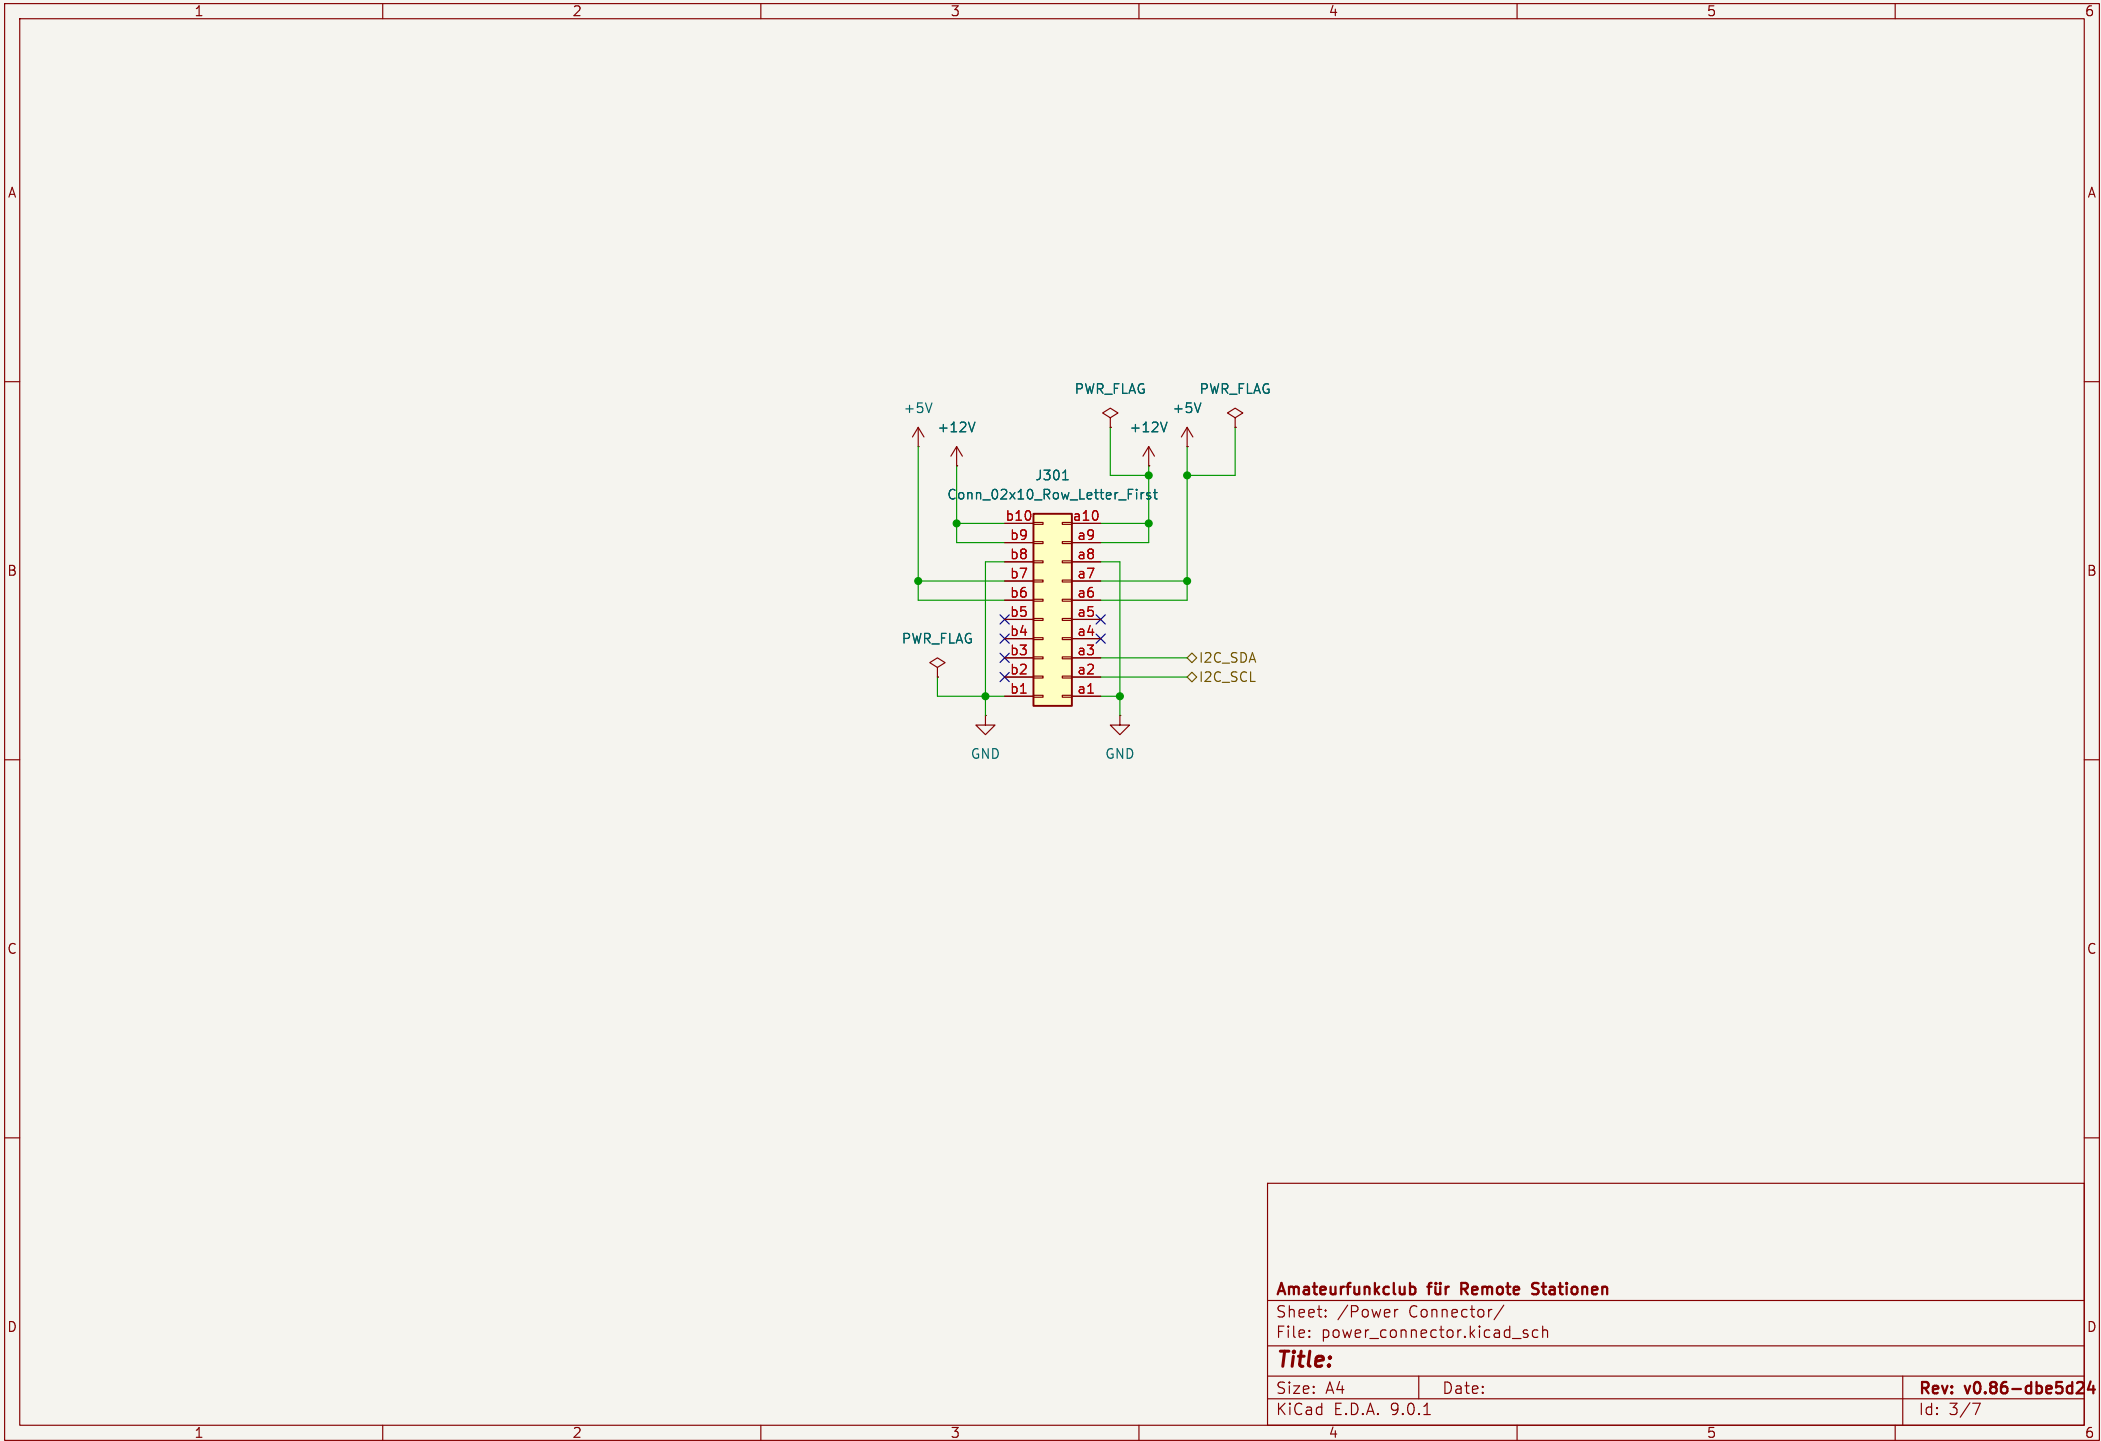 1 2 3 4 5 6
A A
PWR_FLAG PWR_FLAG
+5V +5V
+12V +12V
J301
Conn_02x10_Row_Letter_First
b10 a10
b9 a9
b8 a8
B b7 a7 B
b6 a6
b5 a5
PWR_FLAG b4 a4
b3 a3 I2C_SDA
b2 a2 I2C_SCL
b1 a1
GND GND
C C
Amateurfunkclub für Remote Stationen
Sheet: /Power Connector/
D D
File: power_connector.kicad_sch
Title:
Size: A4 Date: Rev: v0.86-dbe5d24
KiCad E.D.A. 9.0.1 Id: 3/7
1 2 3 4 5 6